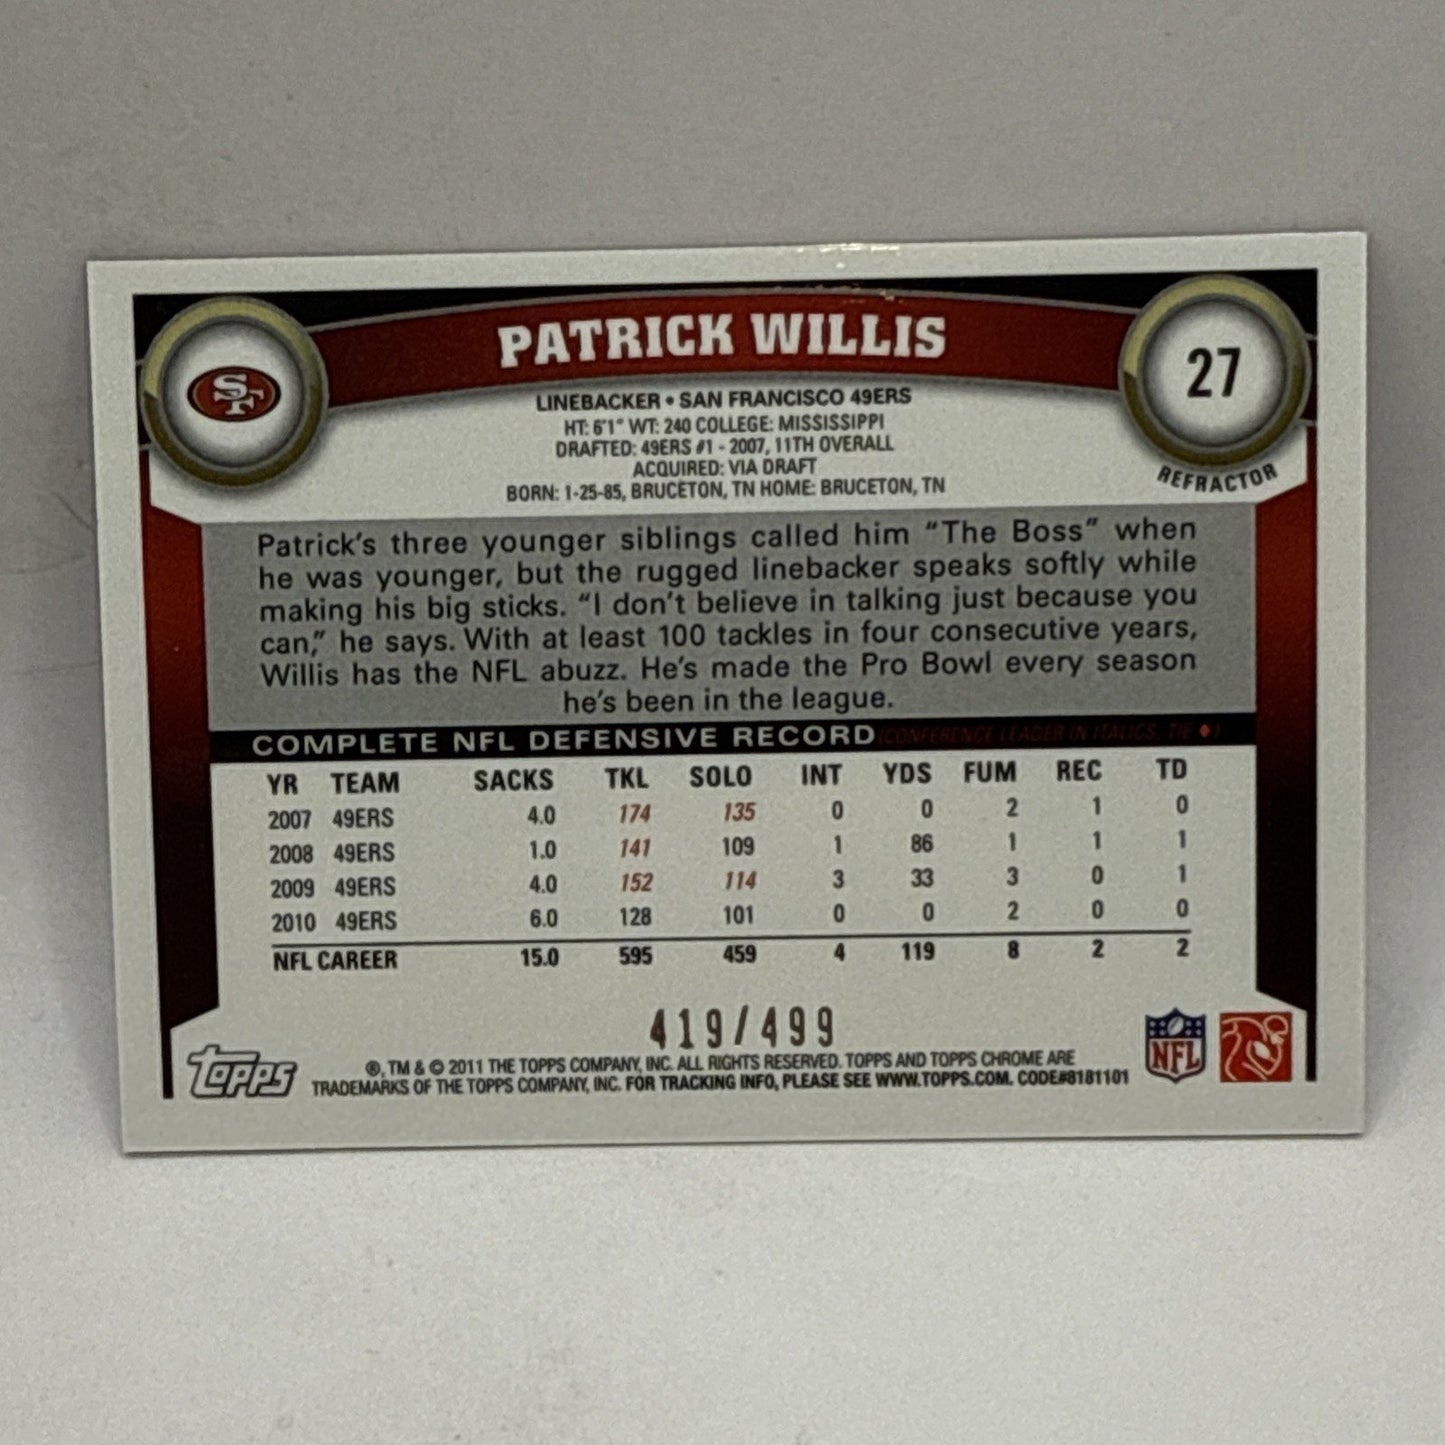 PATRICK WILLIS
SF
27
LINEBACKER • SAN FRANCISCO 49ERS
HT: 6'1" WT: 240 COLLEGE: MISSISSIPPI
DRAFTED: 49ERS #1 - 2007, 11TH OVERALL
ACQUIRED: VIA DRAFT
BORN: 1-25-85, BRUCETON, TN HOME: BRUCETON, TN
REFRACTOR
Patrick's three younger siblings called him “The Boss” when
he was younger, but the rugged linebacker speaks softly while
making his big sticks. “I don't believe in talking just because you
can,” he says. With at least 100 tackles in four consecutive years,
Willis has the NFL abuzz. He's made the Pro Bowl every season
he's been in the league.
COMPLETE NFL DEFENSIVE RECORD (CONFERENCE LEADER IN ITALICS, TIE ♦)
YR TEAM SACKS TKL SOLO INT YDS FUM REC TD
2007 49ERS 4.0 174 135 0 0 2 1 0
2008 49ERS 1.0 141 109 1 86 1 1 1
2009 49ERS 4.0 152 114 3 33 3 0 1
2010 49ERS 6.0 128 101 0 0 2 0 0
NFL CAREER 15.0 595 459 4 119 8 2 2
419/499
Topps
®, TM & © 2011 THE TOPPS COMPANY, INC. ALL RIGHTS RESERVED. TOPPS AND TOPPS CHROME ARE
TRADEMARKS OF THE TOPPS COMPANY, INC. FOR TRACKING INFO, PLEASE SEE WWW.TOPPS.COM. CODE#8181101
NFL